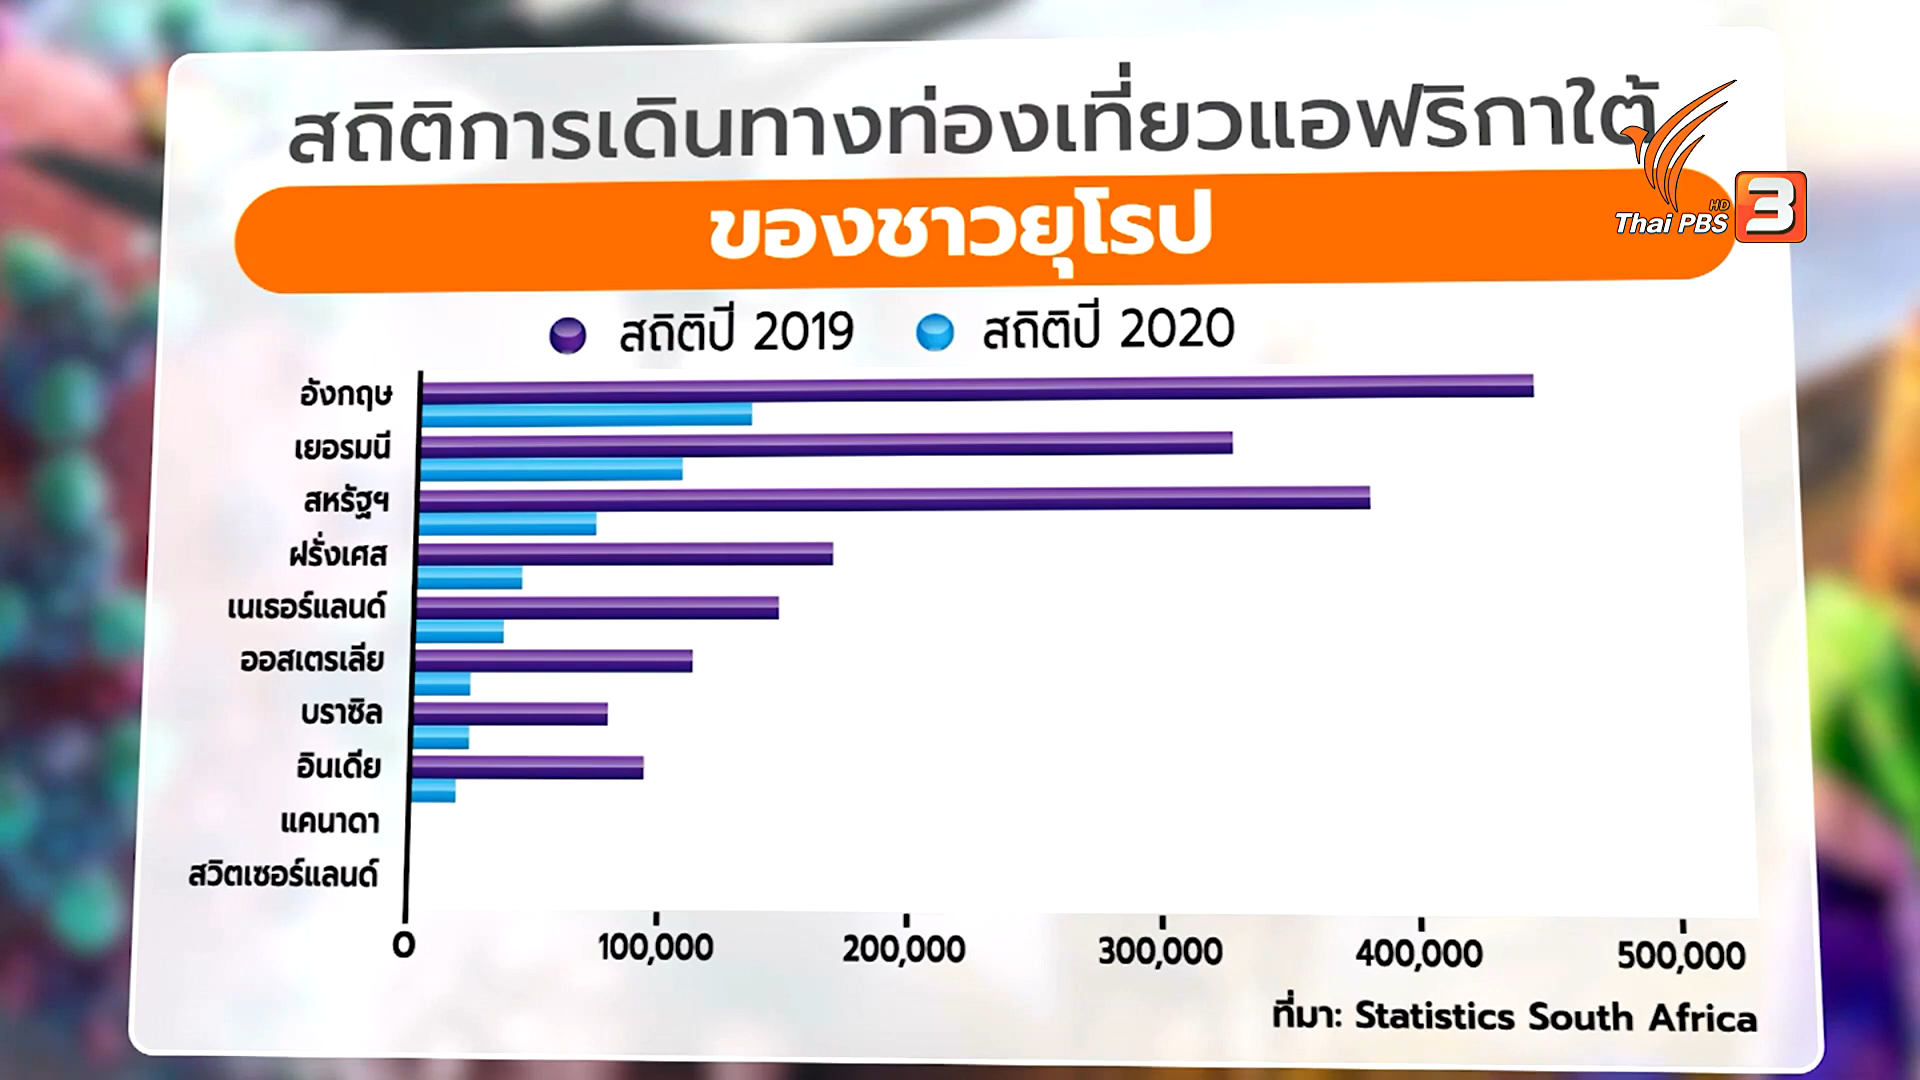 สถิติการเดินทางท่องเที่ยวแอฟริกาใต้
ของชาวยุโรป
Thai PBS HD 3
สถิติปี 2019 สถิติปี 2020
อังกฤษ
เยอรมนี
สหรัฐฯ
ฝรั่งเศส
เนเธอร์แลนด์
ออสเตรเลีย
บราซิล
อินเดีย
แคนาดา
สวิตเซอร์แลนด์
0 100,000 200,000 300,000 400,000 500,000
ที่มา: Statistics South Africa